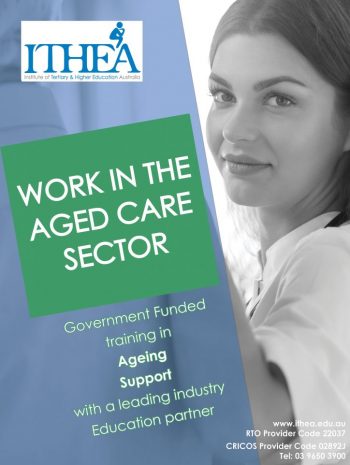 ITHEA
Institute of Tertiary & Higher Education Australia
WORK IN THE
AGED CARE
SECTOR
Government Funded
training in
Ageing
Support
with a leading industry
Education partner
www.ithea.edu.au
RTO Provider Code 22037
CRICOS Provider Code 02892J
Tel: 03 9650 3900